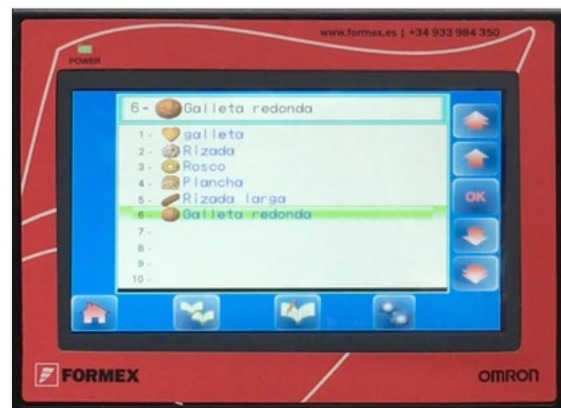 www.formex.es | +34 933 984 350
POWER
6- Galleta redonda
1- galleta
2- Rizada
3- Rosco
4- Plancha
5- Rizada larga
6- Galleta redonda
7-
8-
9-
10-
OK
FORMEX
OMRON